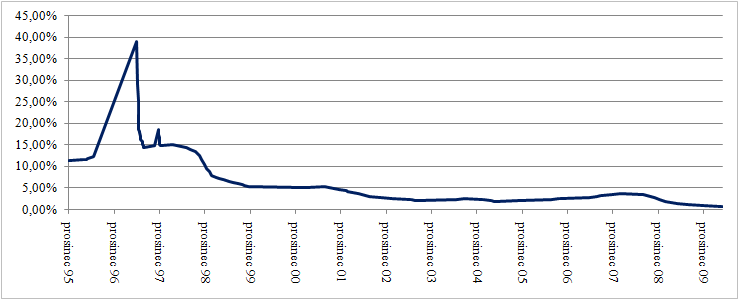 45,00%
40,00%
35,00%
30,00%
25,00%
20,00%
15,00%
10,00%
5,00%
0,00%
prosinec 95
prosinec 96
prosinec 97
prosinec 98
prosinec 99
prosinec 00
prosinec 01
prosinec 02
prosinec 03
prosinec 04
prosinec 05
prosinec 06
prosinec 07
prosinec 08
prosinec 09